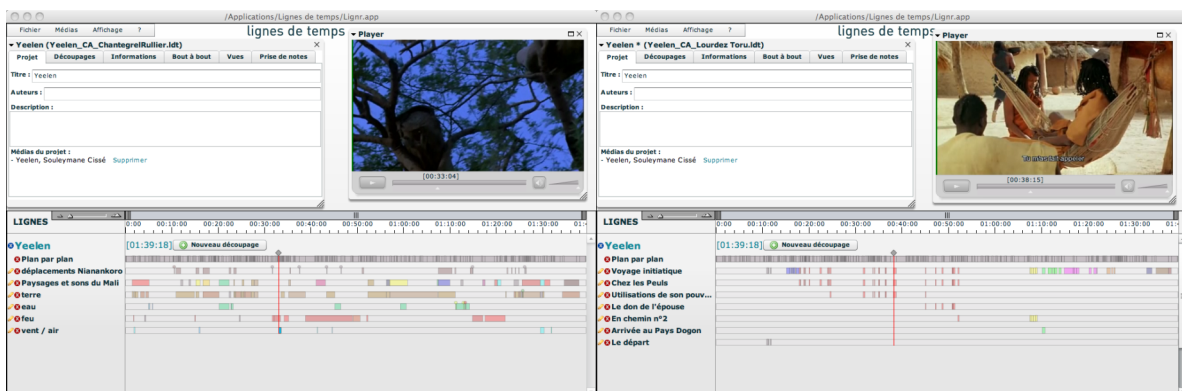 /Applications/Lignes de temps/Lignr.app
Fichier Médias Affichage ?
lignes de temps
Yeelen (Yeelen_CA_ChantegrelRullier.ldt)
Projet Découpages Informations Bout à bout Vues Prise de notes
Titre : Yeelen
Auteurs :
Description :
Médias du projet :
- Yeelen, Souleymane Cissé Supprimer
Player
[00:33:04]
LIGNES
0:00 00:10:00 00:20:00 00:30:00 00:40:00 00:50:00 01:00:00 01:10:00 01:20:00 01:30:00 01:4
Yeelen
[01:39:18] Nouveau découpage
Plan par plan
déplacements Nianankoro
Paysages et sons du Mali
terre
eau
feu
vent / air
/Applications/Lignes de temps/Lignr.app
Fichier Médias Affichage ?
lignes de temps
Yeelen * (Yeelen_CA_Lourdez Toru.ldt)
Projet Découpages Informations Bout à bout Vues Prise de notes
Titre : Yeelen
Auteurs :
Description :
Médias du projet :
- Yeelen, Souleymane Cissé Supprimer
Player
[00:38:15]
LIGNES
0:00 00:10:00 00:20:00 00:30:00 00:40:00 00:50:00 01:00:00 01:10:00 01:20:00 01:30:00 01:4
Yeelen
[01:39:18] Nouveau découpage
Plan par plan
Voyage initiatique
Chez les Peuls
Utilisations de son pouv...
Le don de l'épouse
En chemin n°2
Arrivée au Pays Dogon
Le départ